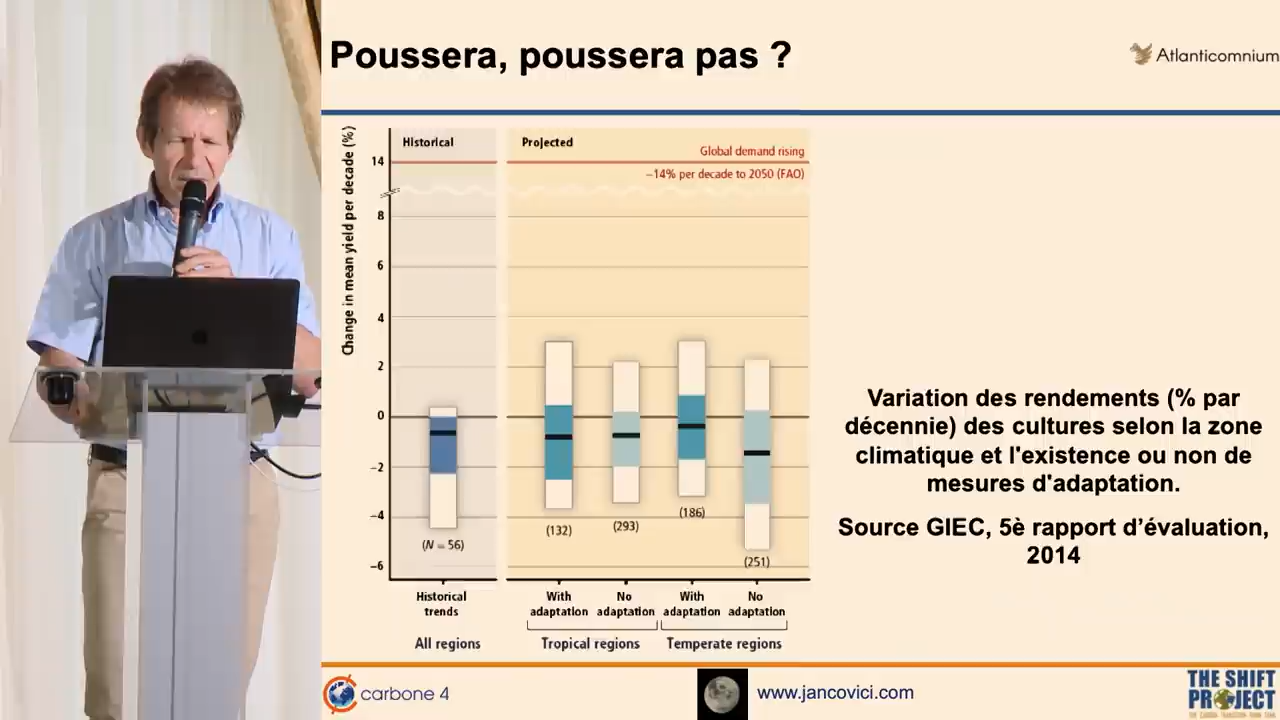 Poussera, poussera pas ?
Atlanticomnium
Change in mean yield per decade (%)
Historical
Projected
Global demand rising
~14% per decade to 2050 (FAO)
14
8
6
4
2
0
−2
−4
−6
(N = 56)
(132)
(293)
(186)
(251)
Historical trends
With adaptation
No adaptation
With adaptation
No adaptation
All regions
Tropical regions
Temperate regions
Variation des rendements (% par
décennie) des cultures selon la zone
climatique et l'existence ou non de
mesures d'adaptation.
Source GIEC, 5è rapport d’évaluation,
2014
carbone 4
www.jancovici.com
THE SHIFT
PROJECT